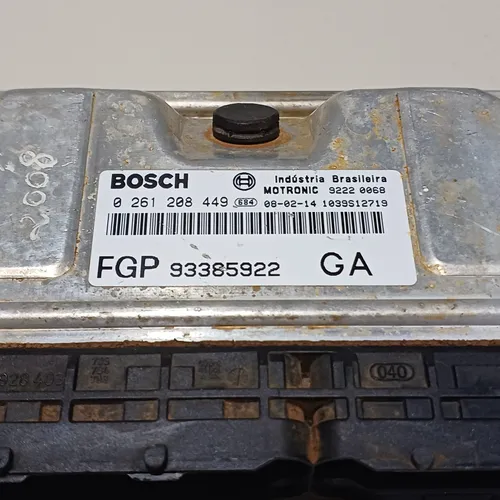 2008
BOSCH
Indústria Brasileira
MOTRONIC 9222 0068
0 261 208 449 684 08-02-14 1039S12719
FGP 93385922 GA
040